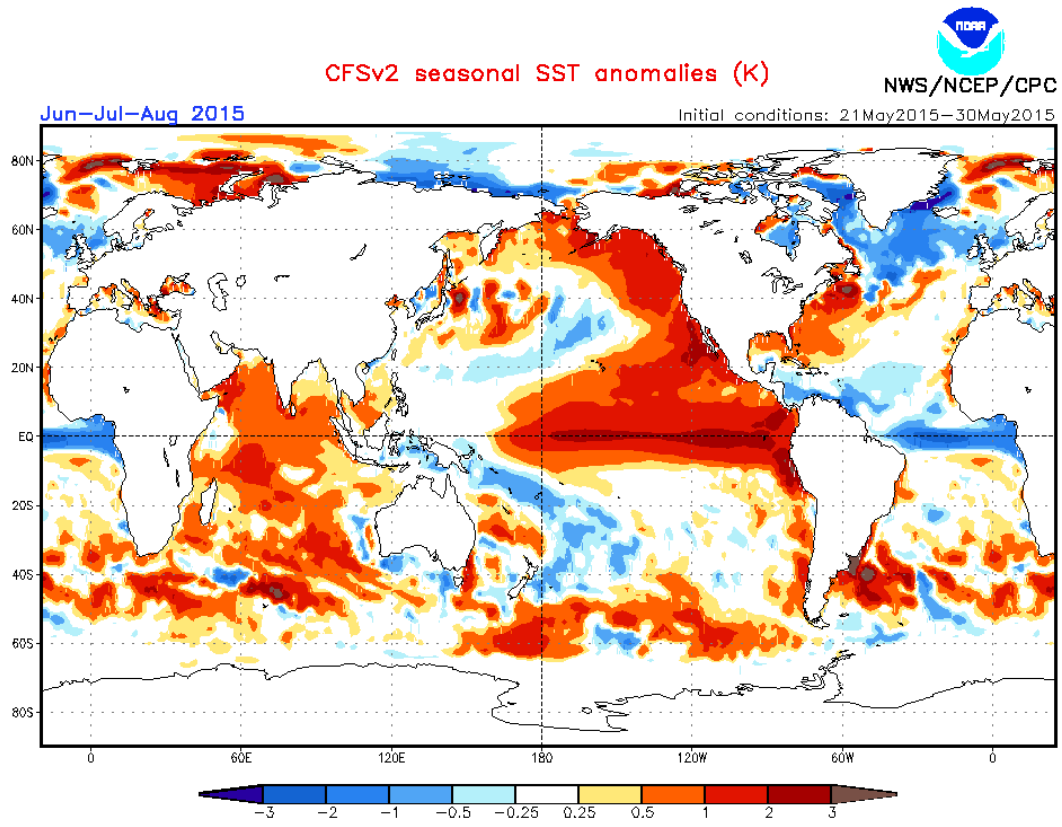 NOAA
CFSv2 seasonal SST anomalies (K)
NWS/NCEP/CPC
Jun-Jul-Aug 2015
Initial conditions: 21May2015-30May2015
80N
60N
40N
20N
EQ
20S
40S
60S
80S
0 60E 120E 180 120W 60W 0
-3 -2 -1 -0.5 -0.25 0.25 0.5 1 2 3